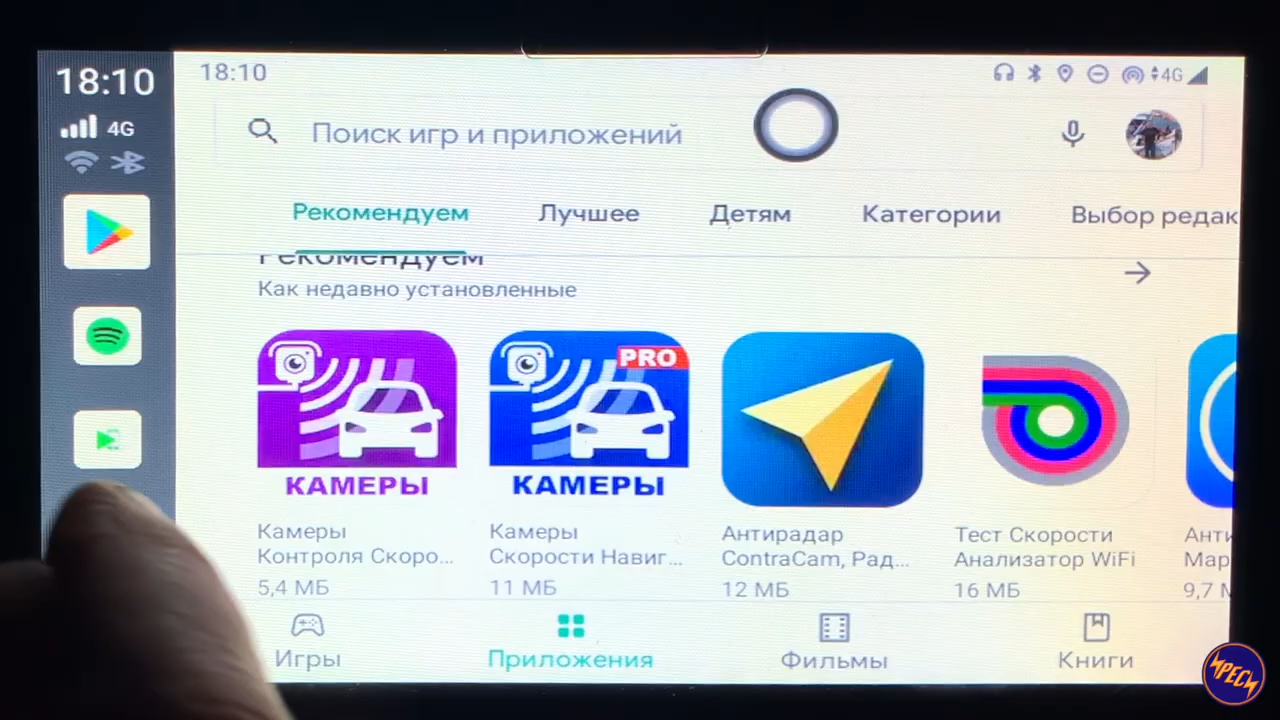 18:10
4G
18:10
4G
Поиск игр и приложений
Рекомендуем
Лучшее
Детям
Категории
Выбор редак
Рекомендуем
Как недавно установленные
КАМЕРЫ
PRO
КАМЕРЫ
Камеры
Контроля Скоро...
5,4 МБ
Камеры
Скорости Навиг...
11 МБ
Антирадар
ContraCam, Рад...
12 МБ
Тест Скорости
Анализатор WiFi
16 МБ
Анти
Мар
9,7 М
Игры
Приложения
Фильмы
Книги